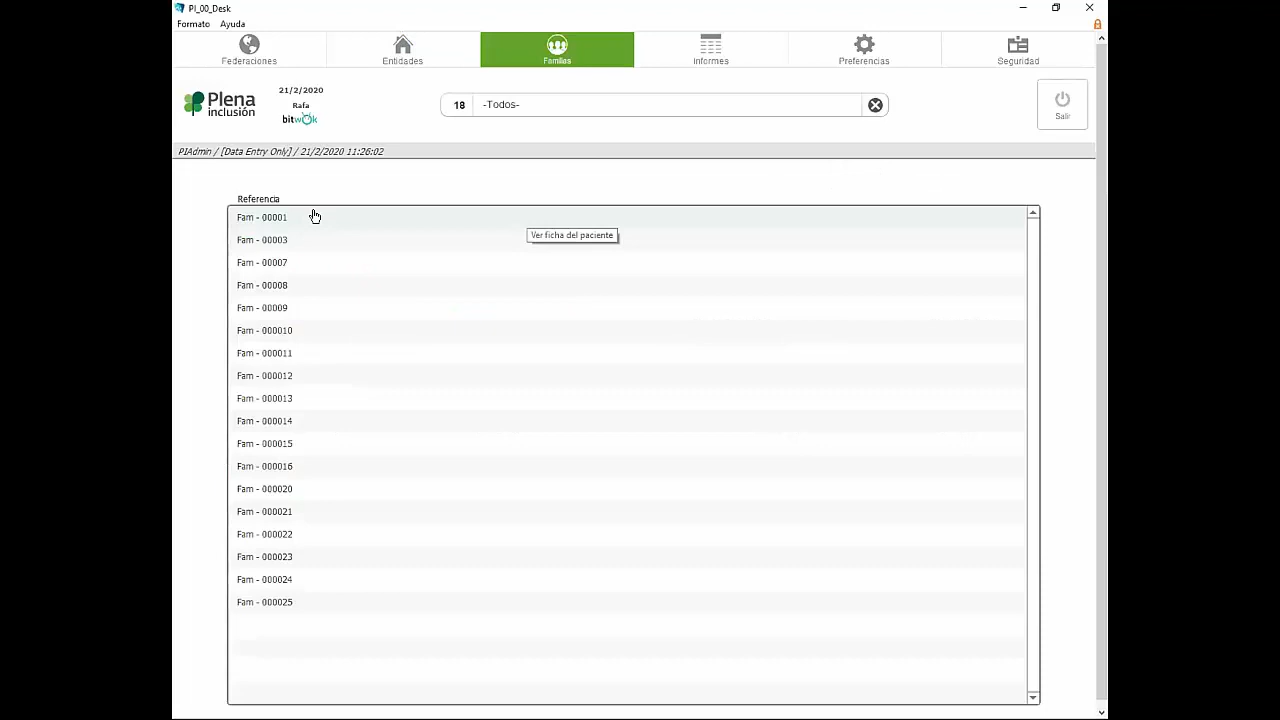 PI_00_Desk
Formato Ayuda
Federaciones Entidades Familias Informes Preferencias Seguridad
Plena inclusión
21/2/2020
Rafa
bitwok
18 -Todos-
Salir
PIAdmin / [Data Entry Only] / 21/2/2020 11:26:02
Referencia
Fam - 00001
Ver ficha del paciente
Fam - 00003
Fam - 00007
Fam - 00008
Fam - 00009
Fam - 000010
Fam - 000011
Fam - 000012
Fam - 000013
Fam - 000014
Fam - 000015
Fam - 000016
Fam - 000020
Fam - 000021
Fam - 000022
Fam - 000023
Fam - 000024
Fam - 000025